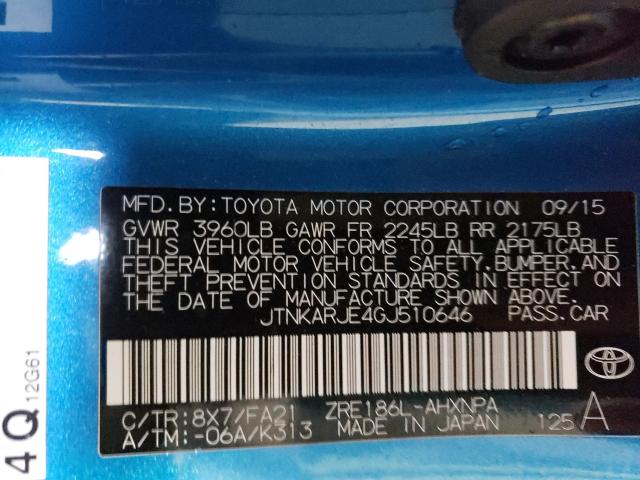 MFD.BY:TOYOTA MOTOR CORPORATION 09/15
GVWR 3960LB GAWR FR 2245LB RR 2175LB
THIS VEHICLE CONFORMS TO ALL APPLICABLE
FEDERAL MOTOR VEHICLE SAFETY,BUMPER,AND
THEFT PREVENTION STANDARDS IN EFFECT ON
THE DATE OF MANUFACTURE SHOWN ABOVE.
JTNKARJE4GJ510646 PASS.CAR
C/TR:8X7/FA21 ZRE186L-AHXNPA
A/TM:-06A/K313 MADE IN JAPAN 125 A
4Q 12G61